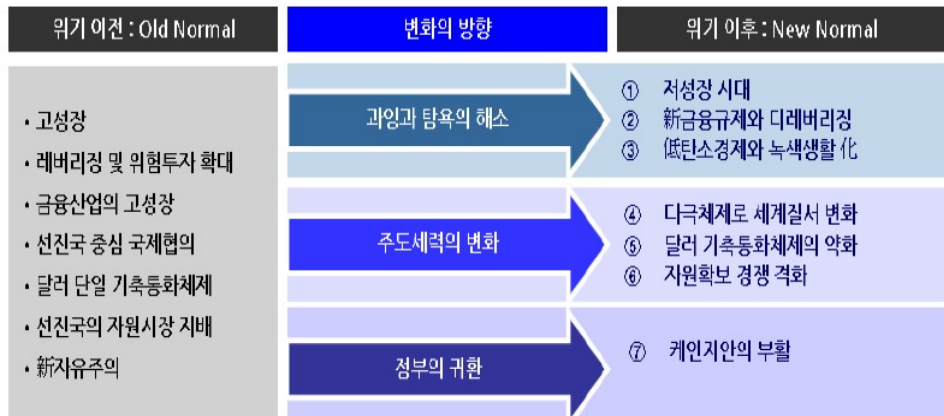 위기 이전 : Old Normal
변화의 방향
위기 이후 : New Normal
• 고성장
• 레버리징 및 위험투자 확대
• 금융산업의 고성장
• 선진국 중심 국제협의
• 달러 단일 기축통화체제
• 선진국의 자원시장 지배
• 新자유주의
과잉과 탐욕의 해소
① 저성장 시대
② 新금융규제와 디레버리징
③ 低탄소경제와 녹색생활 化
주도세력의 변화
④ 다극체제로 세계질서 변화
⑤ 달러 기축통화체제의 약화
⑥ 자원확보 경쟁 격화
정부의 귀환
⑦ 케인지안의 부활